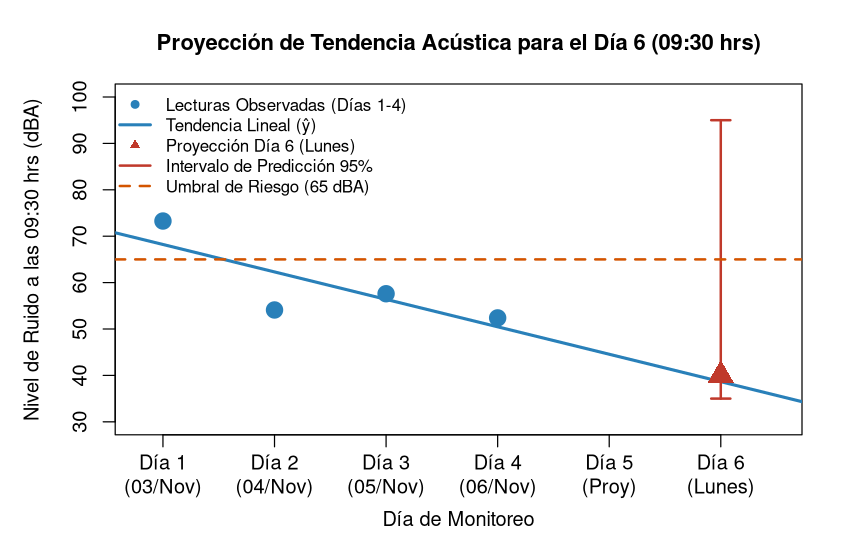 Proyección de Tendencia Acústica para el Día 6 (09:30 hrs)
Nivel de Ruido a las 09:30 hrs (dBA)
100
90
80
70
60
50
40
30
Lecturas Observadas (Días 1-4)
Tendencia Lineal (ŷ)
Proyección Día 6 (Lunes)
Intervalo de Predicción 95%
Umbral de Riesgo (65 dBA)
Día 1 Día 2 Día 3 Día 4 Día 5 Día 6
(03/Nov) (04/Nov) (05/Nov) (06/Nov) (Proy) (Lunes)
Día de Monitoreo